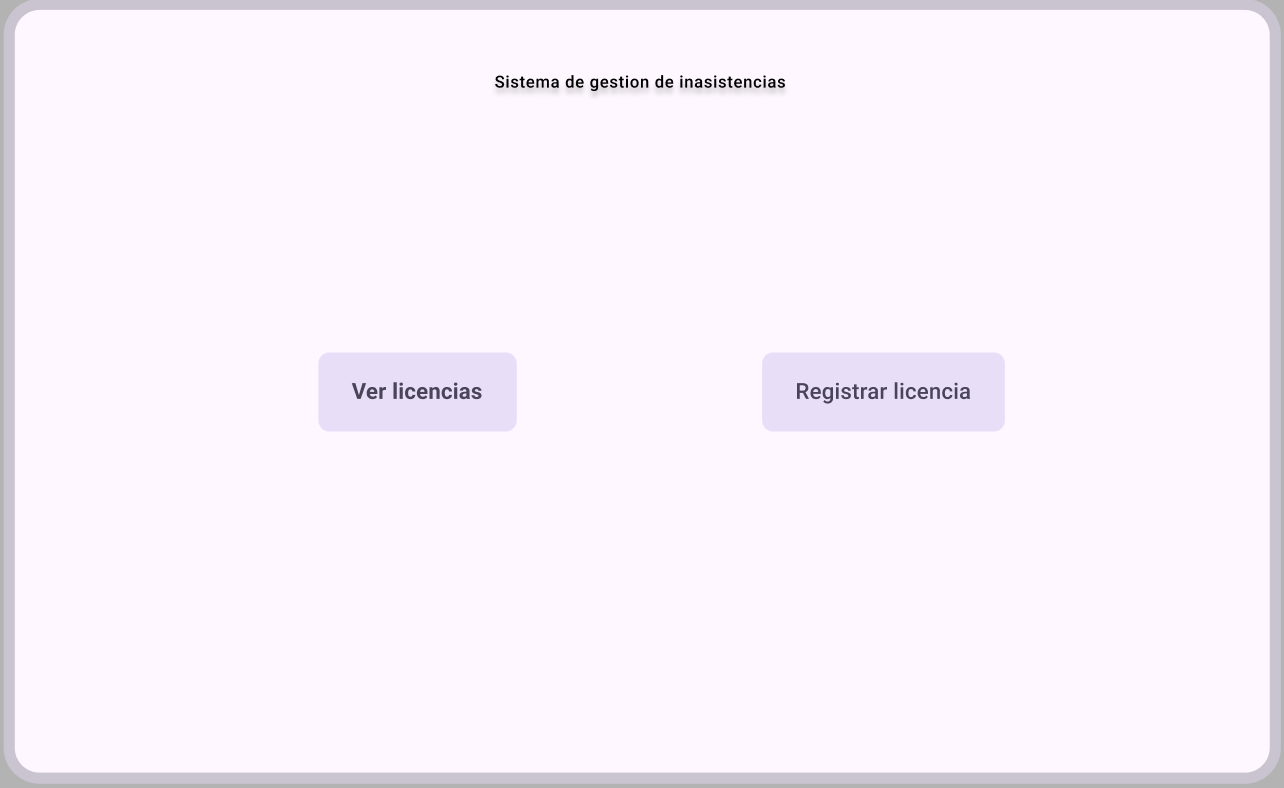 Sistema de gestion de inasistencias
Ver licencias
Registrar licencia